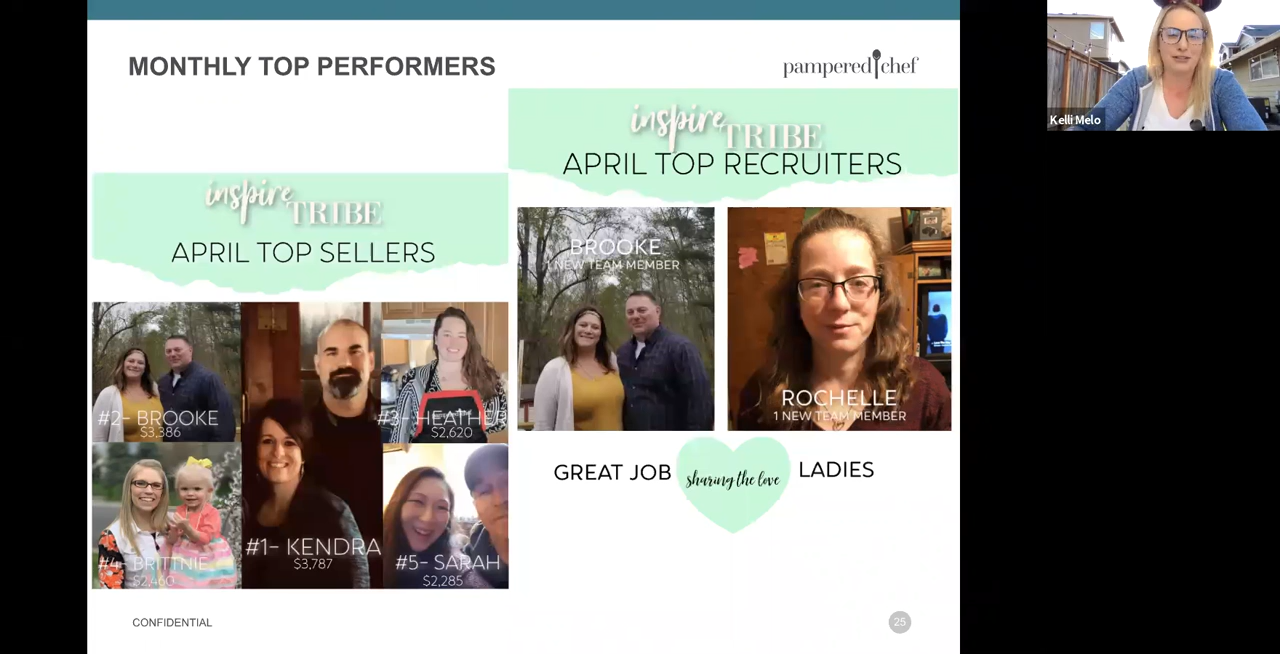 MONTHLY TOP PERFORMERS
pampered chef
inspire
TRIBE
APRIL TOP SELLERS
#2- BROOKE
$3,386
#1- KENDRA
$3,787
#3- HEATHER
$2,620
#4- BRITTNIE
$2,460
#5- SARAH
$2,285
inspire
TRIBE
APRIL TOP RECRUITERS
BROOKE
1 NEW TEAM MEMBER
ROCHELLE
1 NEW TEAM MEMBER
GREAT JOB sharing the love LADIES
CONFIDENTIAL
25
Kelli Melo